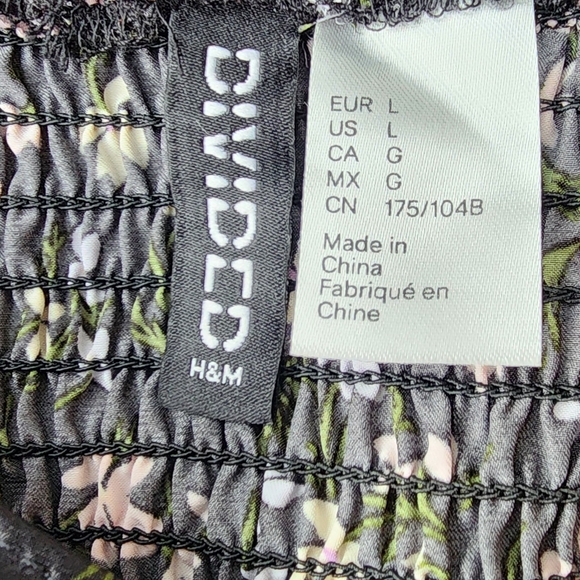 DIVIDED
H&M
EUR L
US L
CA G
MX G
CN 175/104B
Made in
China
Fabriqué en
Chine